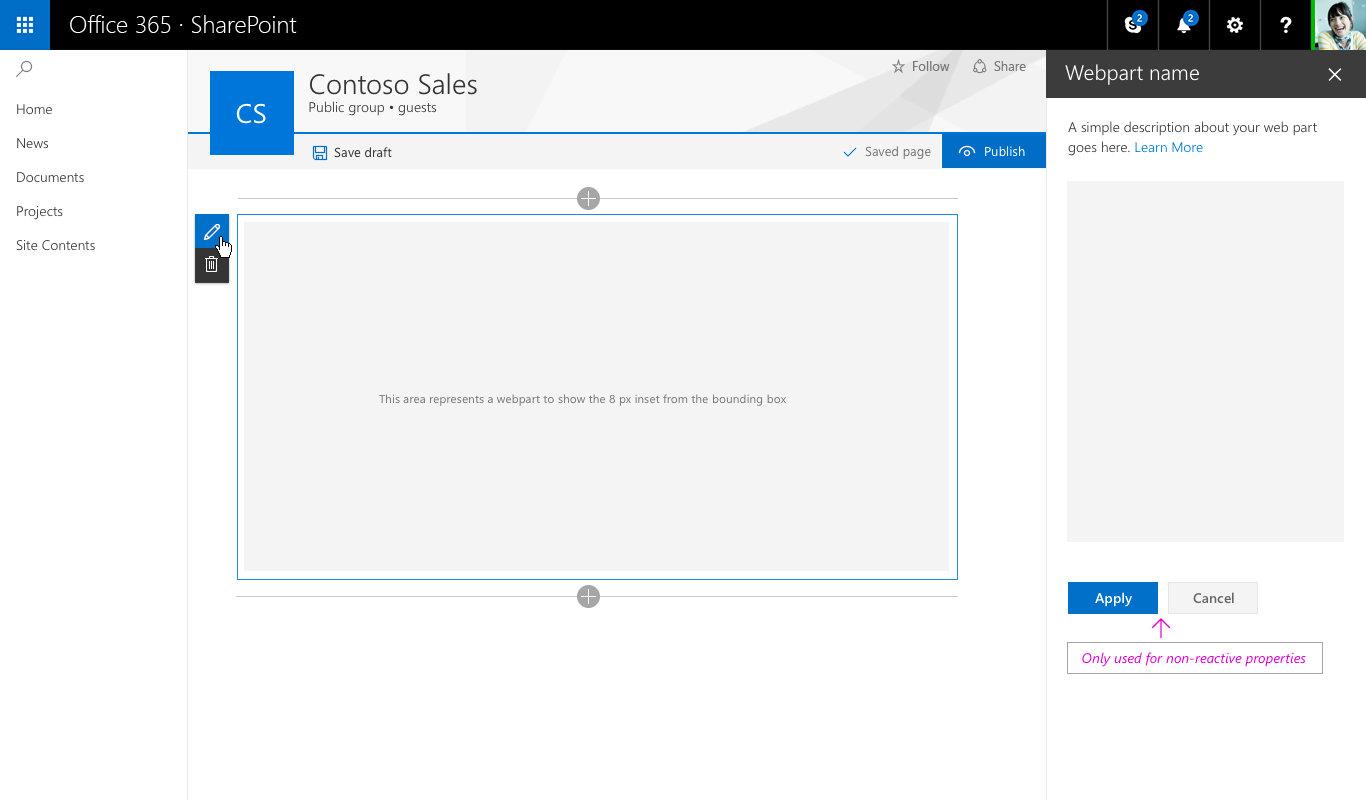 Office 365 · SharePoint
2
2
?
Home
News
Documents
Projects
Site Contents
CS
Contoso Sales
Public group • guests
Follow
Share
Save draft
Saved page
Publish
This area represents a webpart to show the 8 px inset from the bounding box
Webpart name
A simple description about your web part
goes here. Learn More
Apply
Cancel
Only used for non-reactive properties